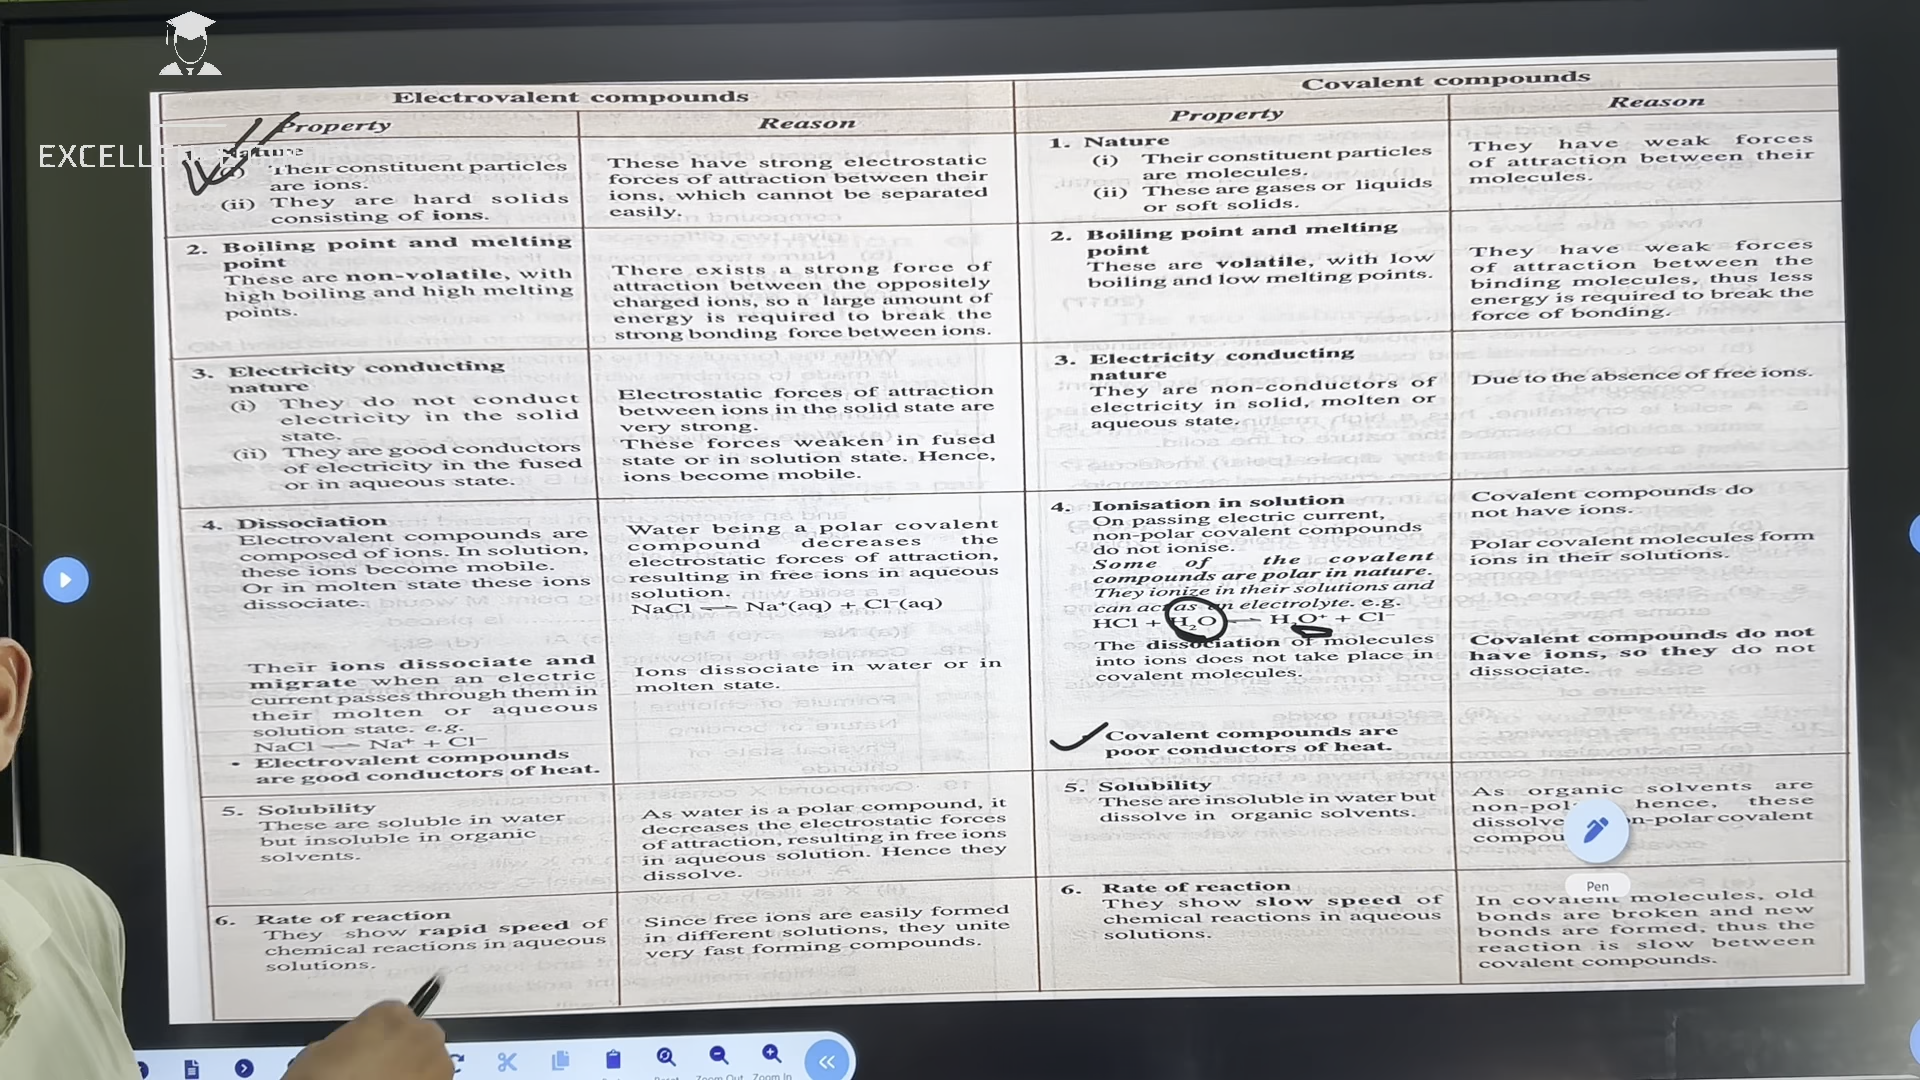 EXCELLE
Electrovalent compounds
Property
Reason
Nature
Their constituent particles
are ions.
(ii) They are hard solids
consisting of ions.
These have strong electrostatic
forces of attraction between their
ions, which cannot be separated
easily.
2. Boiling point and melting
point
These are non-volatile, with
high boiling and high melting
points.
There exists a strong force of
attraction between the oppositely
charged ions, so a large amount of
energy is required to break the
strong bonding force between ions.
3. Electricity conducting
nature
(i) They do not conduct
electricity in the solid
state.
(ii) They are good conductors
of electricity in the fused
or in aqueous state.
Electrostatic forces of attraction
between ions in the solid state are
very strong.
These forces weaken in fused
state or in solution state. Hence,
ions become mobile.
4. Dissociation
Electrovalent compounds are
composed of ions. In solution,
these ions become mobile.
Or in molten state these ions
dissociate.
Water being a polar covalent
compound decreases the
electrostatic forces of attraction,
resulting in free ions in aqueous
solution.
NaCl ⇌ Na⁺(aq) + Cl⁻(aq)
Their ions dissociate and
migrate when an electric
current passes through them in
their molten or aqueous
solution state. e.g.
NaCl ⇌ Na⁺ + Cl⁻
• Electrovalent compounds
are good conductors of heat.
Ions dissociate in water or in
molten state.
5. Solubility
These are soluble in water
but insoluble in organic
solvents.
As water is a polar compound, it
decreases the electrostatic forces
of attraction, resulting in free ions
in aqueous solution. Hence they
dissolve.
6. Rate of reaction
They show rapid speed of
chemical reactions in aqueous
solutions.
Since free ions are easily formed
in different solutions, they unite
very fast forming compounds.
Covalent compounds
Property
Reason
1. Nature
(i) Their constituent particles
are molecules.
(ii) These are gases or liquids
or soft solids.
They have weak forces
of attraction between their
molecules.
2. Boiling point and melting
point
These are volatile, with low
boiling and low melting points.
They have weak forces
of attraction between the
binding molecules, thus less
energy is required to break the
force of bonding.
3. Electricity conducting
nature
They are non-conductors of
electricity in solid, molten or
aqueous state.
Due to the absence of free ions.
4. Ionisation in solution
On passing electric current,
non-polar covalent compounds
do not ionise.
Some of the covalent
compounds are polar in nature.
They ionize in their solutions and
can act as an electrolyte. e.g.
HCl + H₂O ⇌ H₃O⁺ + Cl⁻
The dissociation of molecules
into ions does not take place in
covalent molecules.
Covalent compounds are
poor conductors of heat.
Covalent compounds do
not have ions.
Polar covalent molecules form
ions in their solutions.
Covalent compounds do not
have ions, so they do not
dissociate.
5. Solubility
These are insoluble in water but
dissolve in organic solvents.
As organic solvents are
non-pol hence, these
dissolve n-polar covalent
compou
6. Rate of reaction
They show slow speed of
chemical reactions in aqueous
solutions.
In covalent molecules, old
bonds are broken and new
bonds are formed, thus the
reaction is slow between
covalent compounds.
Pen
Zoom Out Zoom In